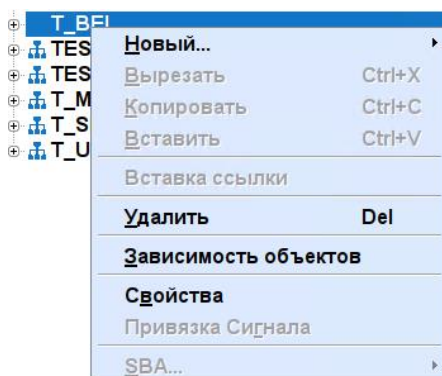 T_BEL
TES
TES
T_M
T_S
T_U
Новый...
Вырезать Ctrl+X
Копировать Ctrl+C
Вставить Ctrl+V
Вставка ссылки
Удалить Del
Зависимость объектов
Свойства
Привязка Сигнала
SBA...